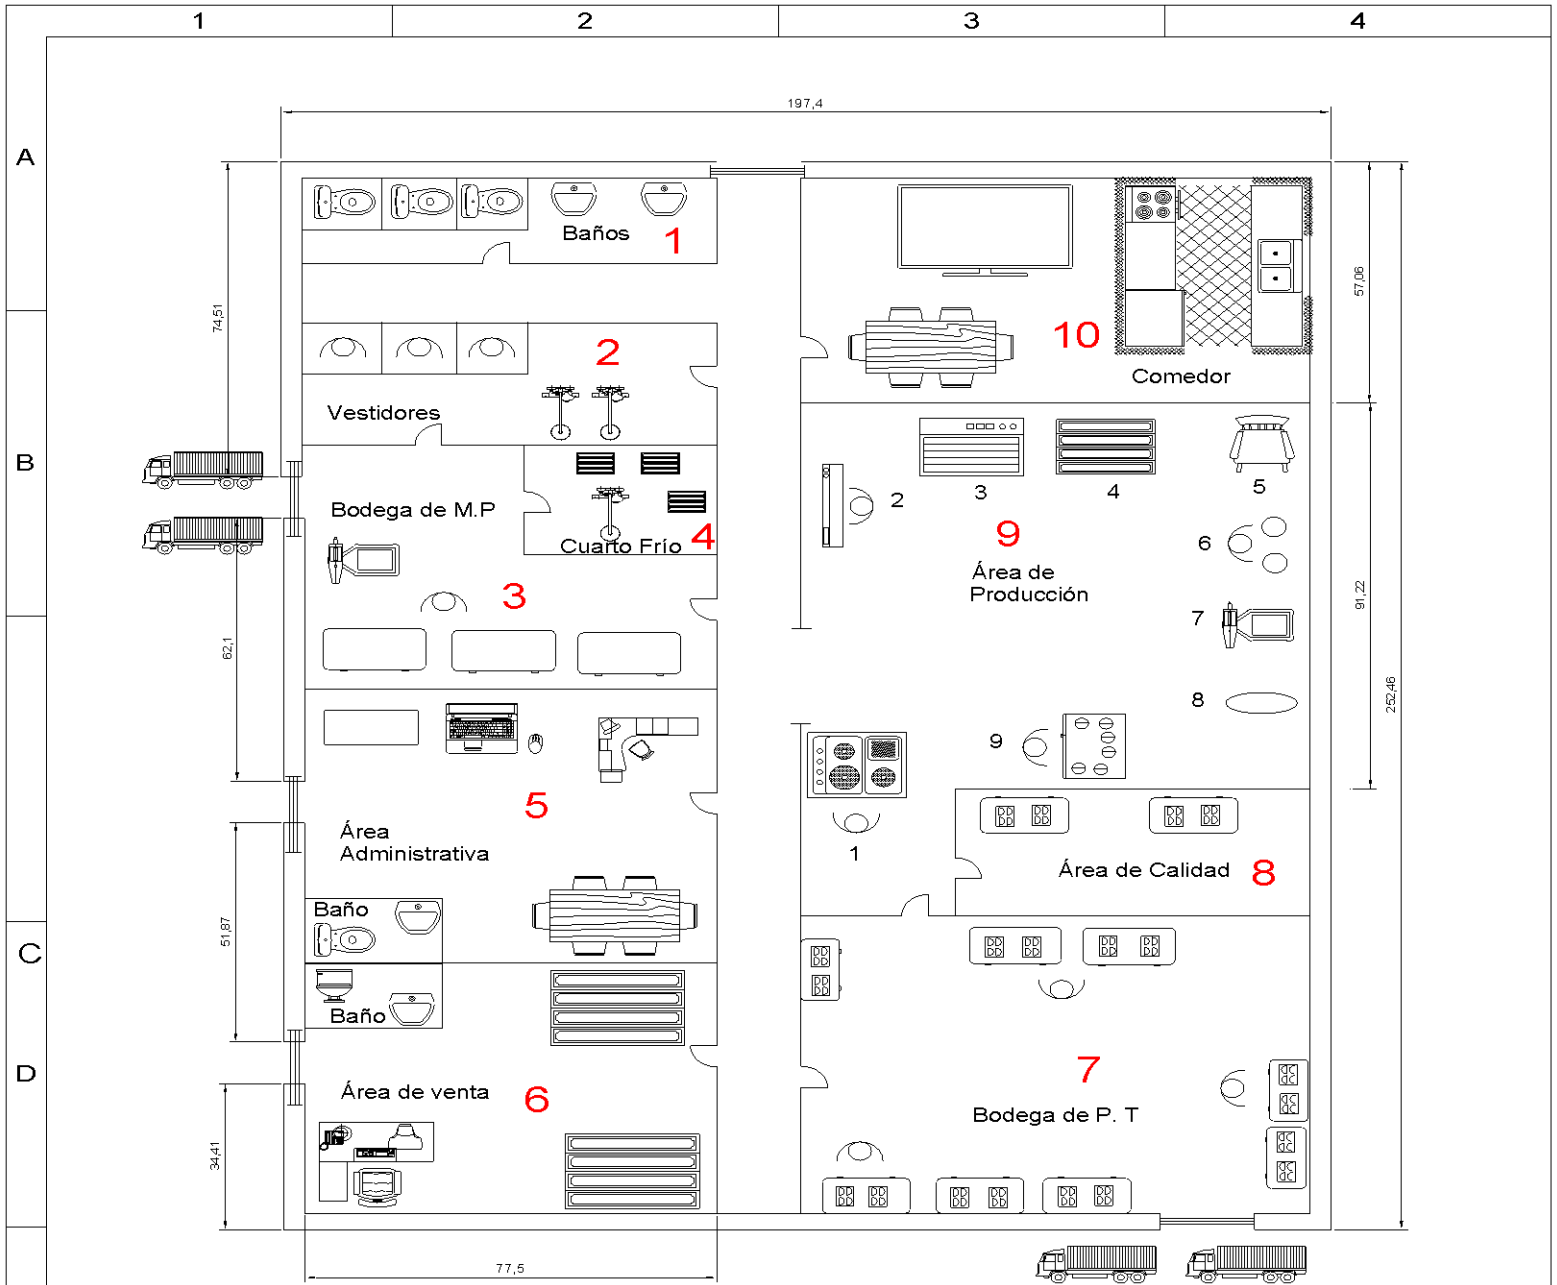 1
2
3
4
A
B
C
D
197,4
74,51
62,1
51,87
34,41
77,5
57,06
91,22
252,46
Baños
1
2
Vestidores
Bodega de M.P
3
Cuarto Frío
4
5
Área
Administrativa
Baño
Baño
Área de venta
6
10
Comedor
2
3
4
5
9
Área de
Producción
6
7
8
9
1
Área de Calidad
8
7
Bodega de P. T